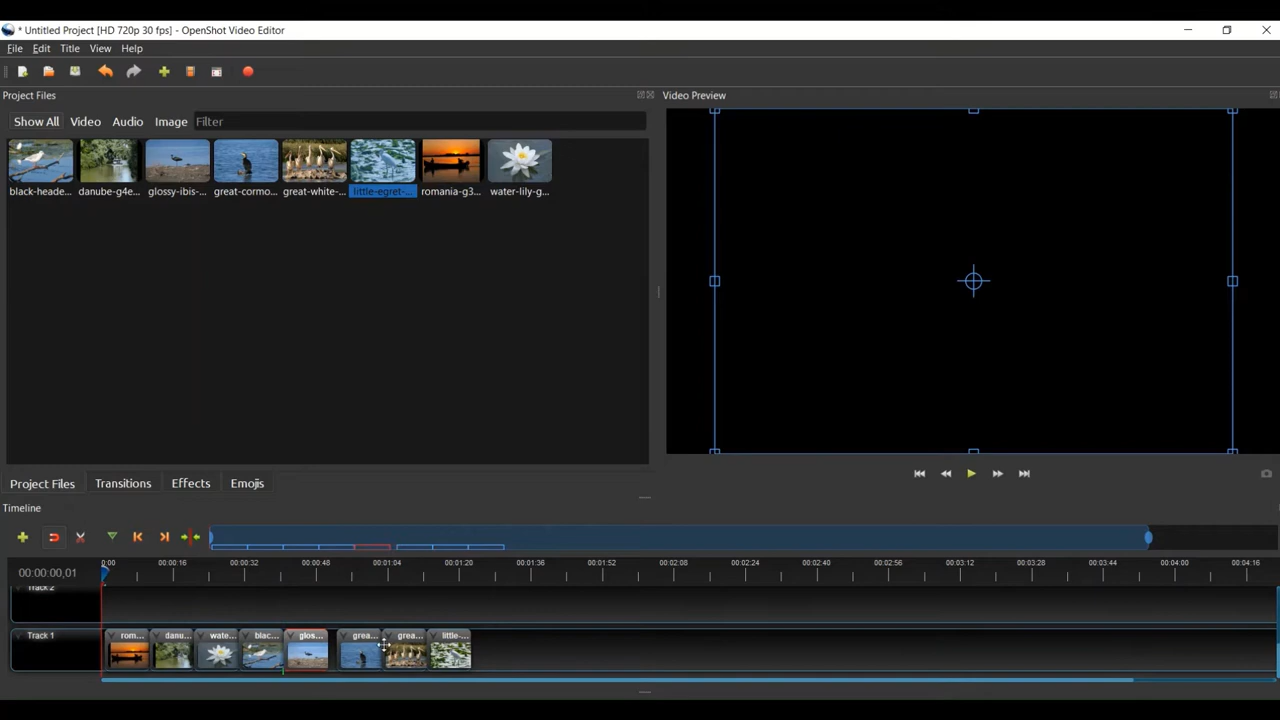 * Untitled Project [HD 720p 30 fps] - OpenShot Video Editor
File Edit Title View Help
Project Files
Video Preview
Show All Video Audio Image Filter
black-heade... danube-g4e... glossy-ibis-... great-cormo... great-white-... little-egret-... romania-g3... water-lily-g...
Project Files Transitions Effects Emojis
Timeline
00:00:00,01
0:00 00:00:16 00:00:32 00:00:48 00:01:04 00:01:20 00:01:36 00:01:52 00:02:08 00:02:24 00:02:40 00:02:56 00:03:12 00:03:28 00:03:44 00:04:00 00:04:16
Track 2
Track 1 rom... danu... wate... blac... glos... grea... grea... little-...